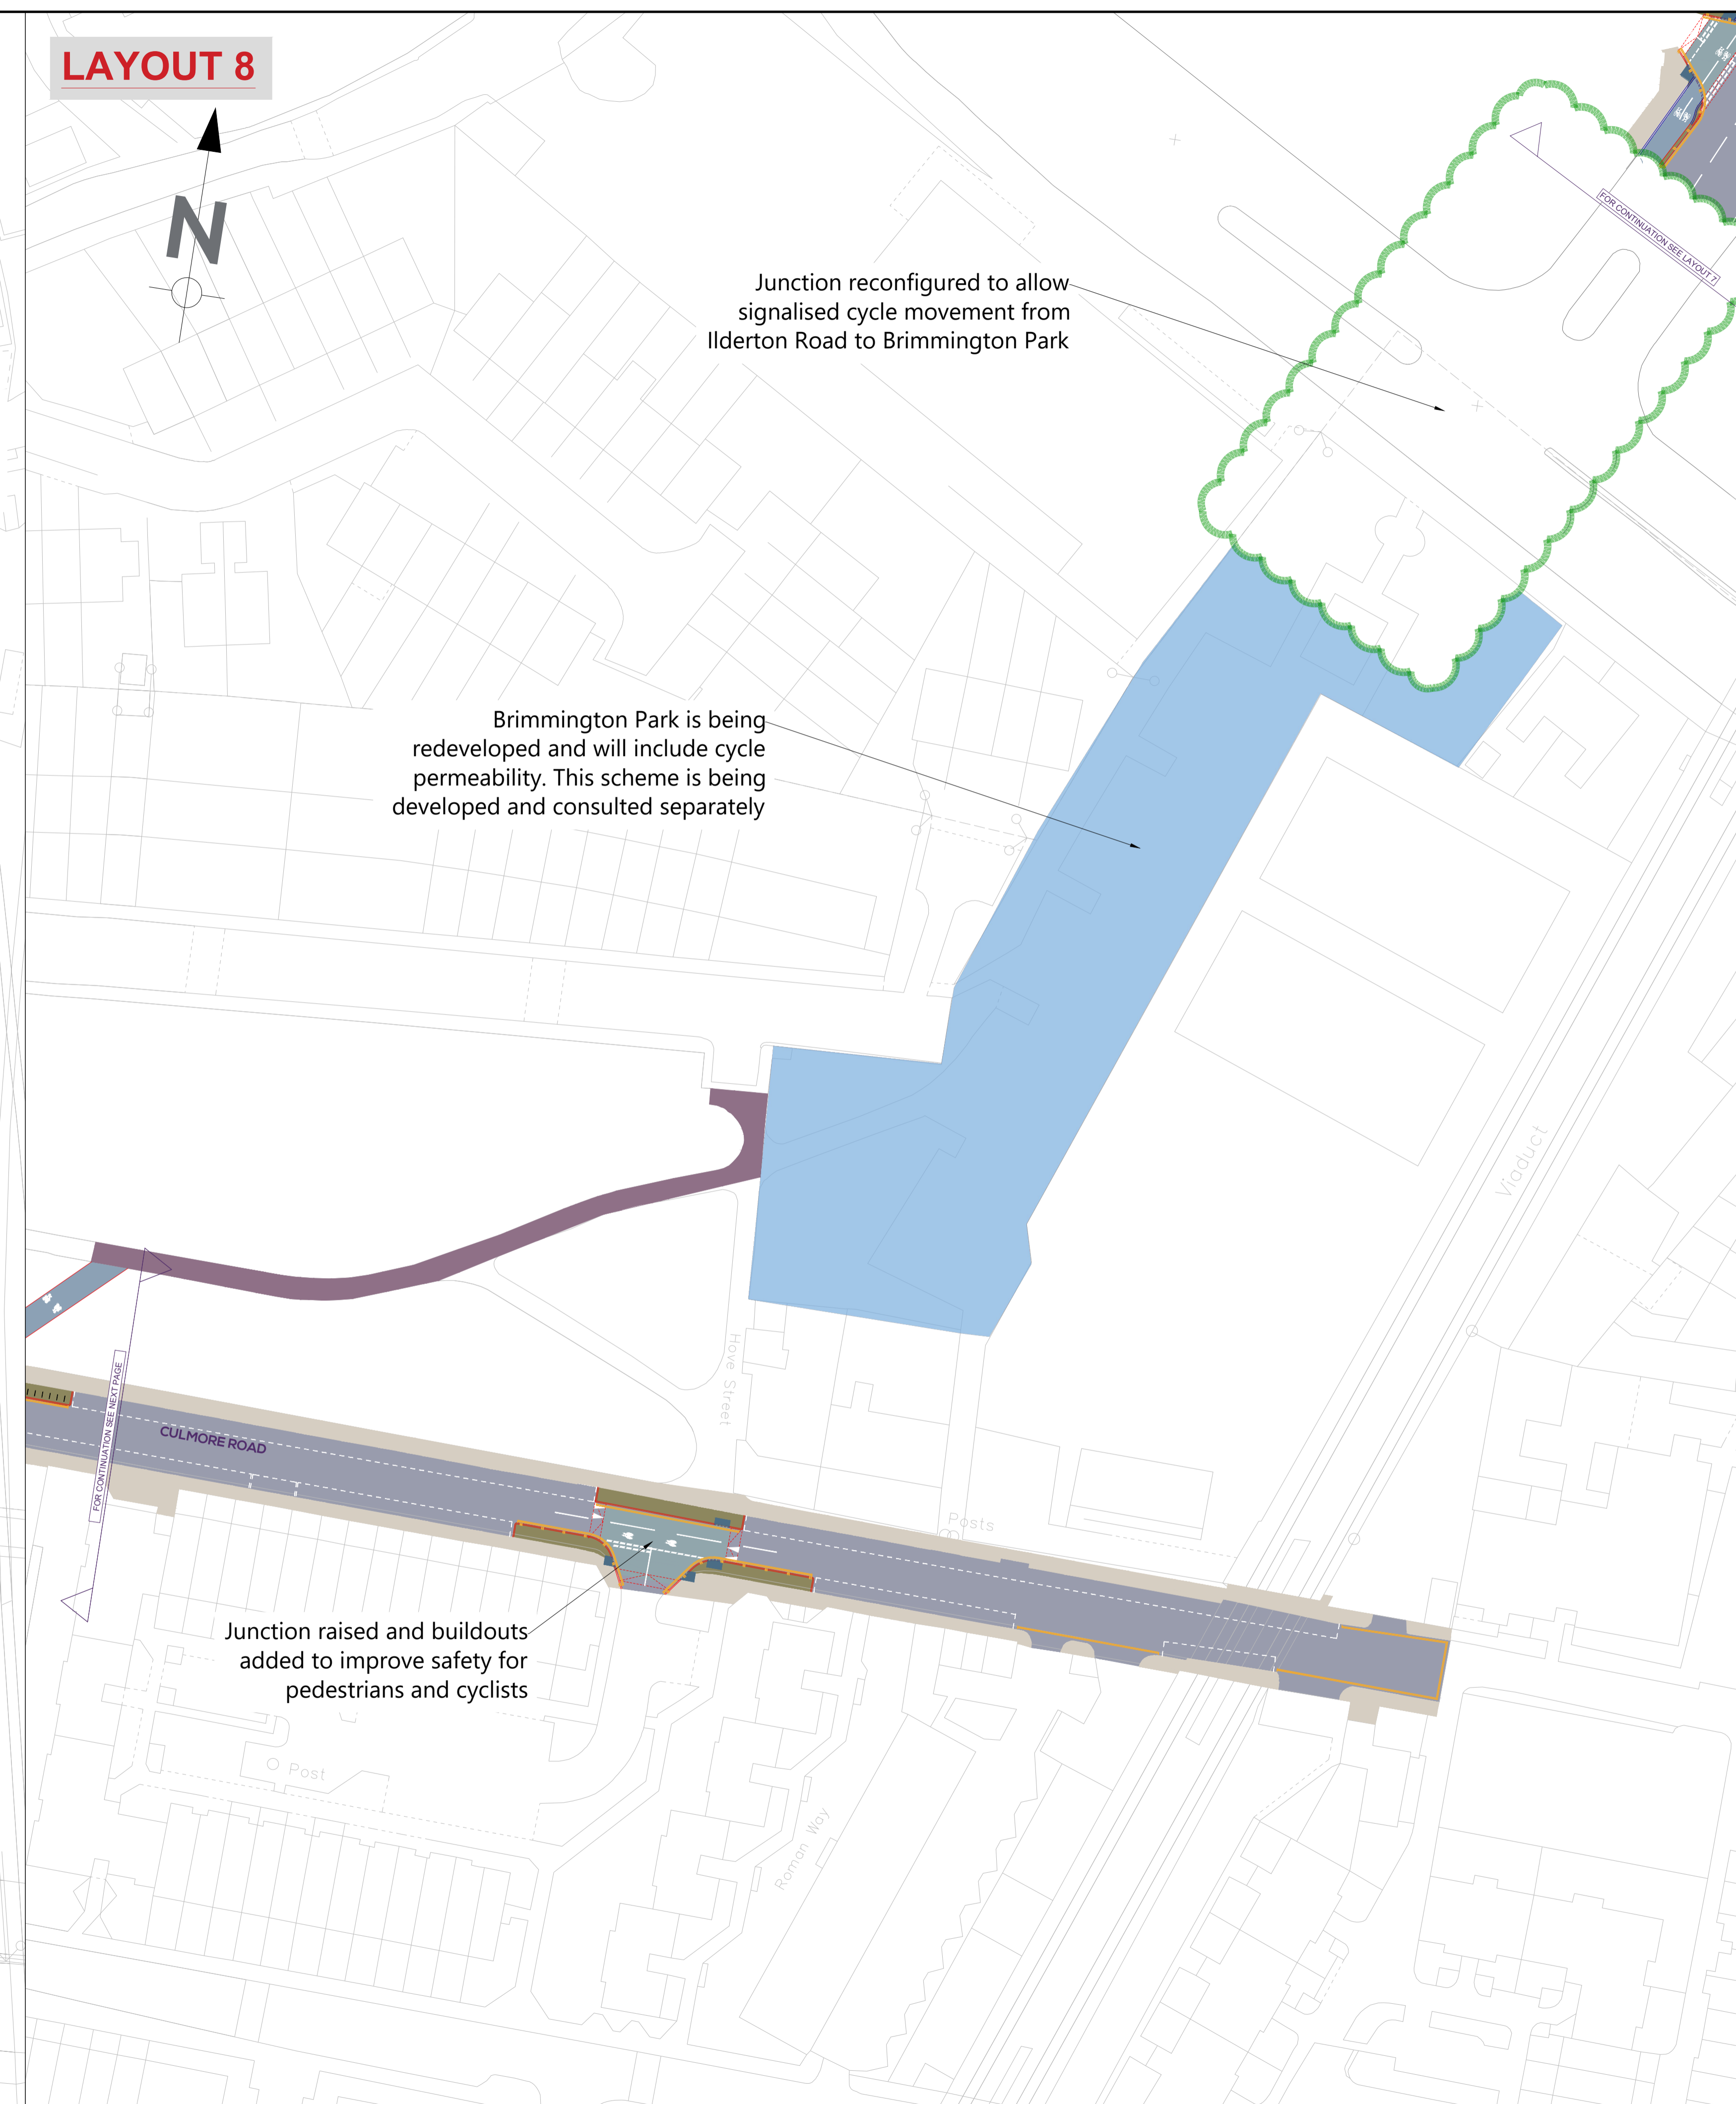 LAYOUT 8
N
FOR CONTINUATION SEE LAYOUT 7
Junction reconfigured to allow
signalised cycle movement from
Ilderton Road to Brimmington Park
Brimmington Park is being
redeveloped and will include cycle
permeability. This scheme is being
developed and consulted separately
Viaduct
Hove Street
FOR CONTINUATION SEE NEXT PAGE
CULMORE ROAD
Posts
Junction raised and buildouts
added to improve safety for
pedestrians and cyclists
Post
Roman Way